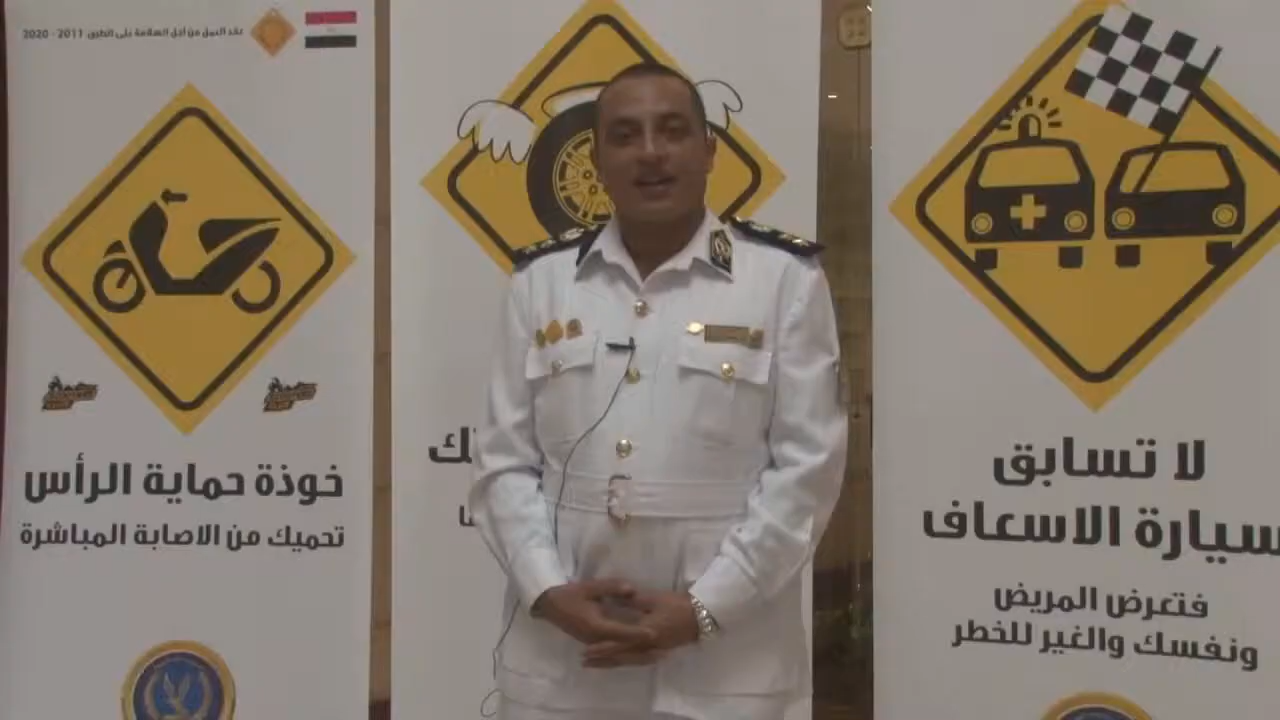 عقد العمل من أجل السلامة على الطرق 2011 - 2020
خوذة حماية الرأس
تحميك من الاصابة المباشرة
لا تسابق
سيارة الاسعاف
فتعرض المريض
ونفسك والغير للخطر